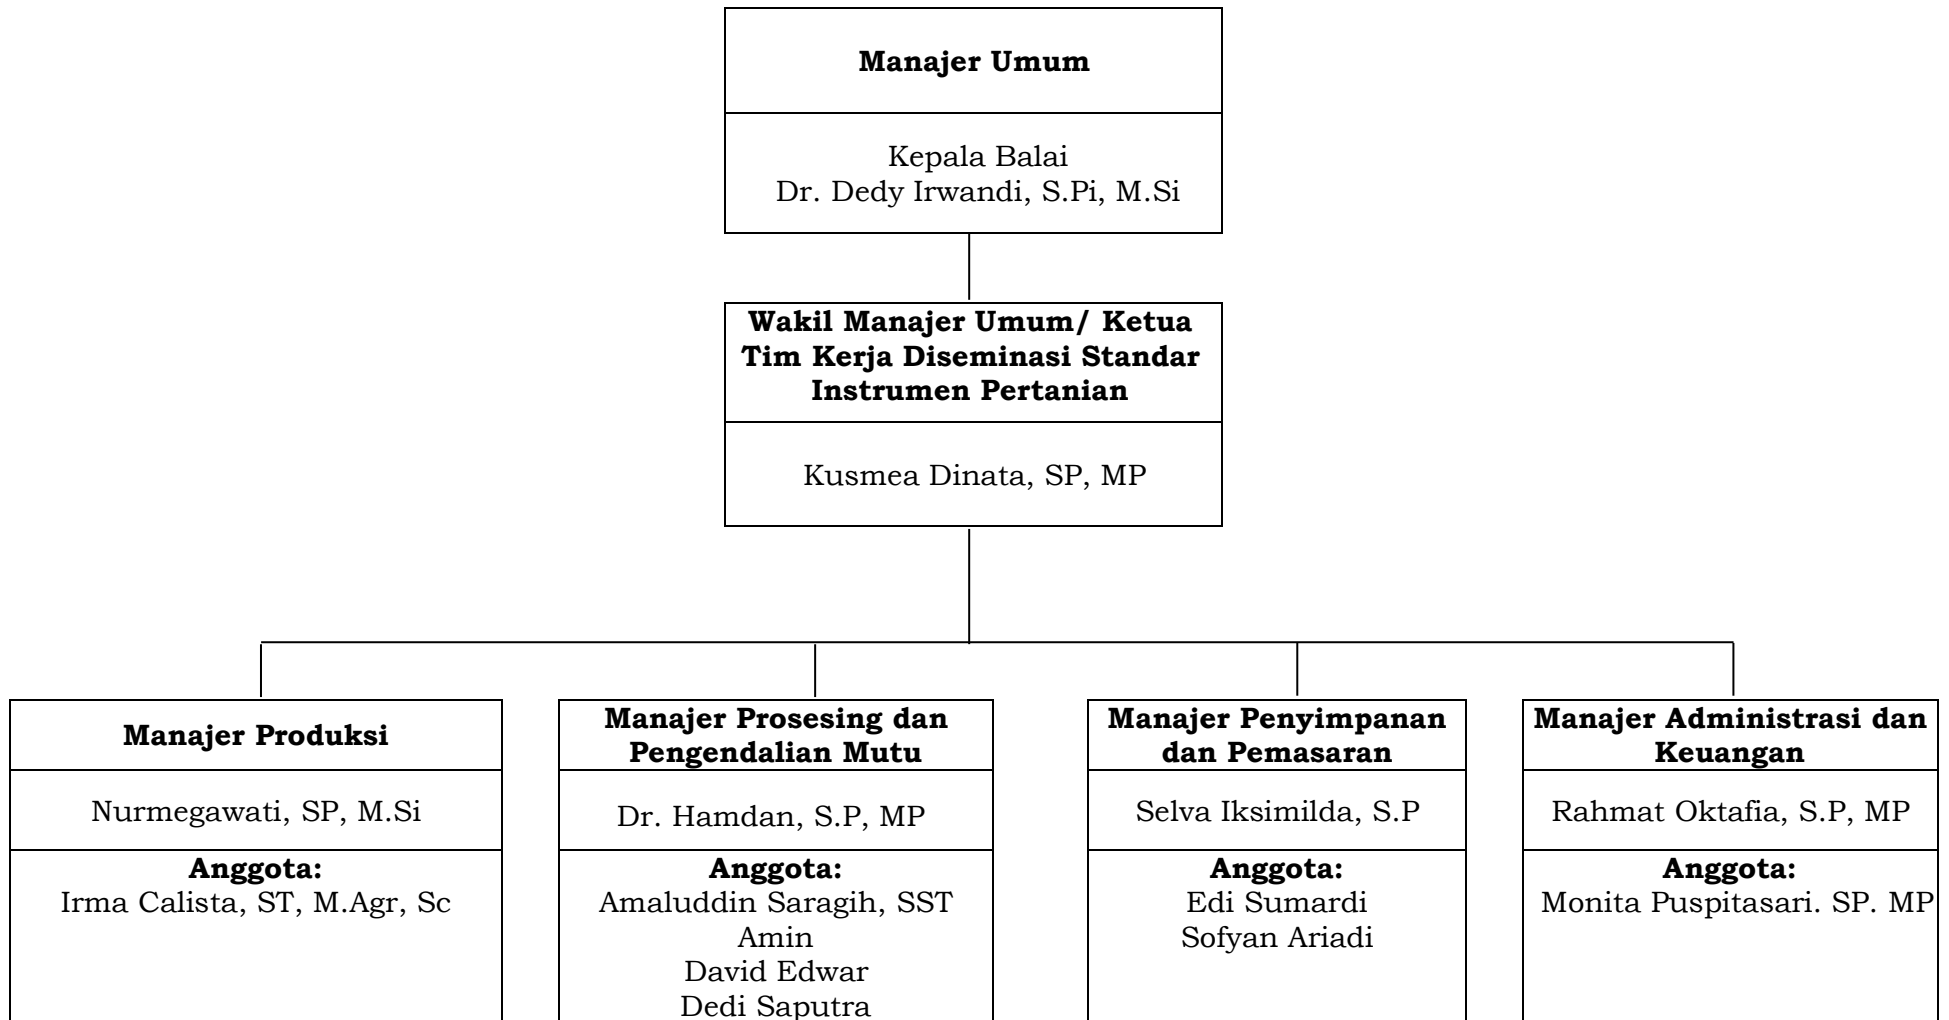 Manajer Umum
Kepala Balai
Dr. Dedy Irwandi, S.Pi, M.Si
Wakil Manajer Umum/ Ketua
Tim Kerja Diseminasi Standar
Instrumen Pertanian
Kusmea Dinata, SP, MP
Manajer Produksi
Nurmegawati, SP, M.Si
Anggota:
Irma Calista, ST, M.Agr, Sc
Manajer Prosesing dan
Pengendalian Mutu
Dr. Hamdan, S.P, MP
Anggota:
Amaluddin Saragih, SST
Amin
David Edwar
Dedi Saputra
Manajer Penyimpanan
dan Pemasaran
Selva Iksimilda, S.P
Anggota:
Edi Sumardi
Sofyan Ariadi
Manajer Administrasi dan
Keuangan
Rahmat Oktafia, S.P, MP
Anggota:
Monita Puspitasari. SP. MP